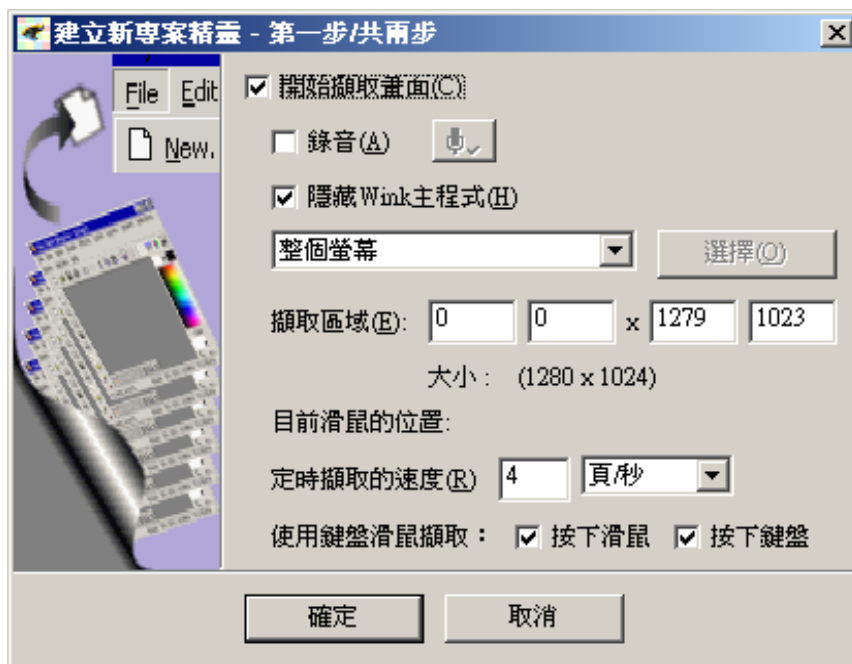 建立新専案精靈 - 第一步/共兩步
File Edit
New.
開始擷取畫面(C)
錄音(A)
隱藏Wink主程式(H)
整個螢幕 選擇(O)
擷取區域(E): 0 0 x 1279 1023
大小： (1280 x 1024)
目前滑鼠的位置:
定時擷取的速度(R) 4 頁/秒
使用鍵盤滑鼠擷取： 按下滑鼠 按下鍵盤
確定 取消